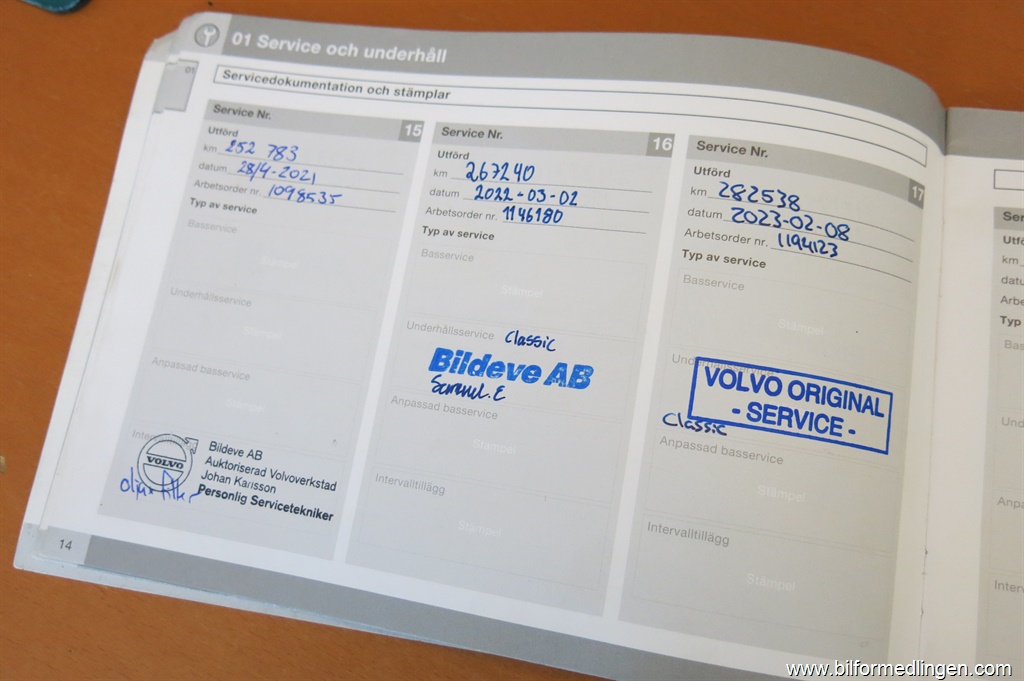 01 Service och underhåll
01
Servicedokumentation och stämplar
Service Nr.
15
Utförd
km 252 783
datum 28/4-2021
Arbetsorder nr. 1098535
Typ av service
Basservice
Stämpel
Underhållsservice
Stämpel
Anpassad basservice
Stämpel
VOLVO
Bildeve AB
Auktoriserad Volvoverkstad
Johan Karlsson
Personlig Servicetekniker
Service Nr.
16
Utförd
km 267240
datum 2022-03-02
Arbetsorder nr. 1146180
Typ av service
Basservice
Stämpel
Underhållsservice Classic
Bildeve AB
Anpassad basservice
Stämpel
Intervalltillägg
Stämpel
Service Nr.
17
Utförd
km 282538
datum 2023-02-08
Arbetsorder nr. 1194123
Typ av service
Basservice
Stämpel
VOLVO ORIGINAL
- SERVICE -
Classic
Anpassad basservice
Stämpel
Intervalltillägg
Stämpel
14
www.bilformedlingen.com